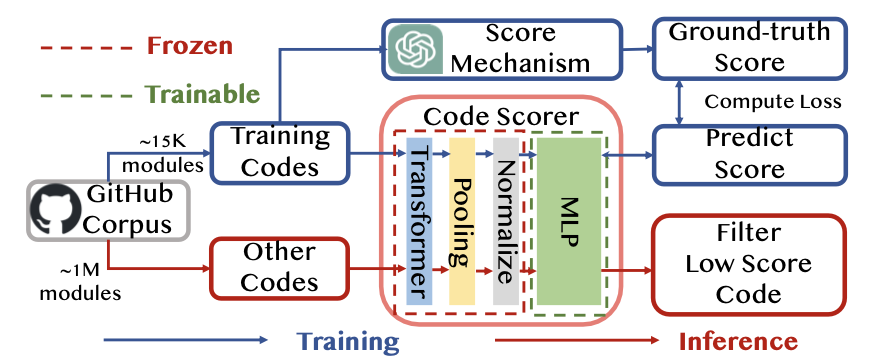 Frozen
Trainable
Score
Mechanism
Ground-truth
Score
Compute Loss
Code Scorer
~15K
modules
Training
Codes
Predict
Score
GitHub
Corpus
Transformer
Pooling
Normalize
MLP
~1M
modules
Other
Codes
Filter
Low Score
Code
Training
Inference